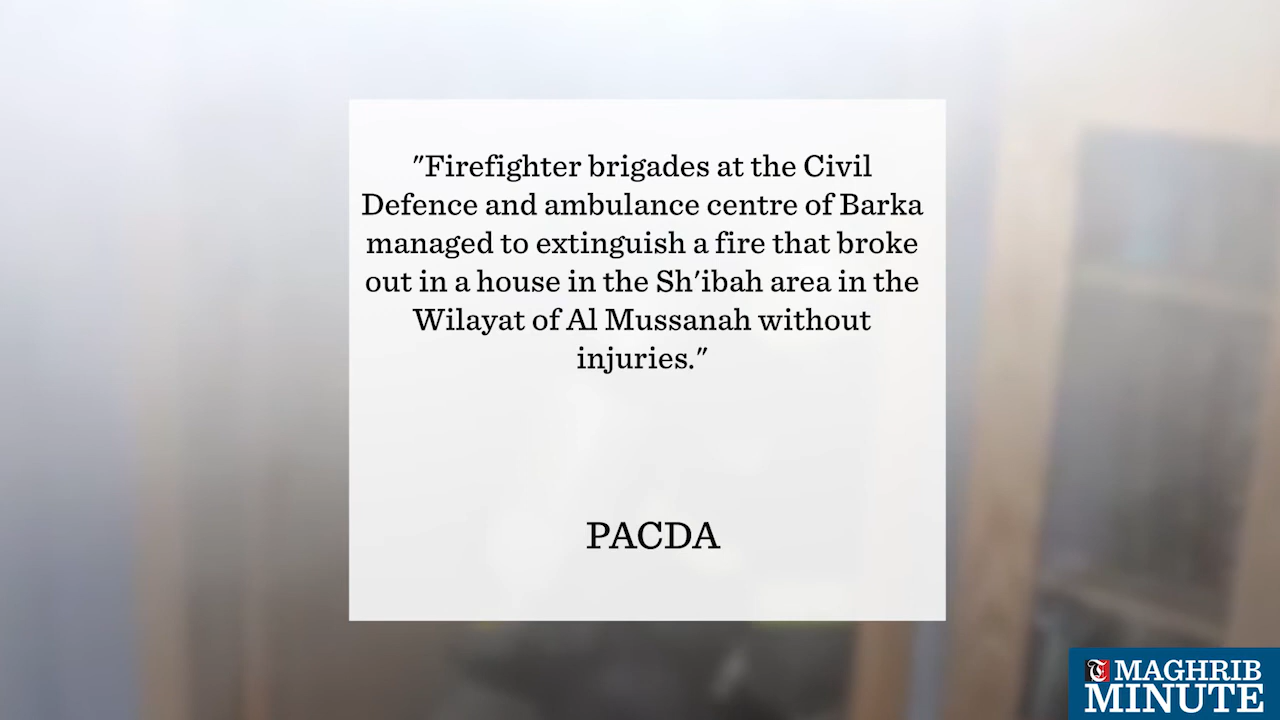 "Firefighter brigades at the Civil
Defence and ambulance centre of Barka
managed to extinguish a fire that broke
out in a house in the Sh'ibah area in the
Wilayat of Al Mussanah without
injuries."
PACDA
T MAGHRIB
MINUTE